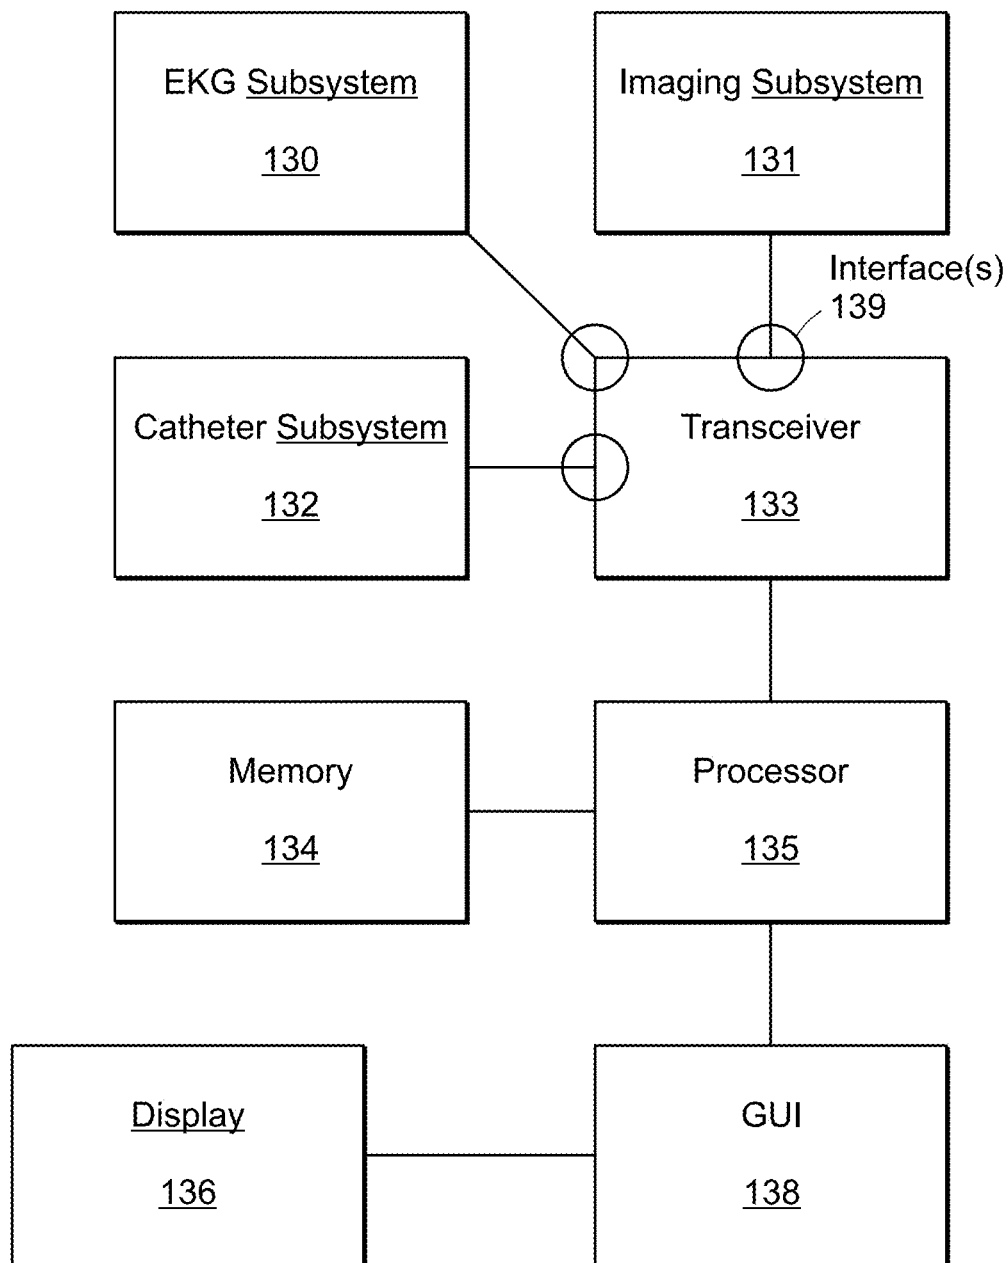 EKG Subsystem
130
Imaging Subsystem
131
Interface(s)
139
Catheter Subsystem
132
Transceiver
133
Memory
134
Processor
135
Display
136
GUI
138